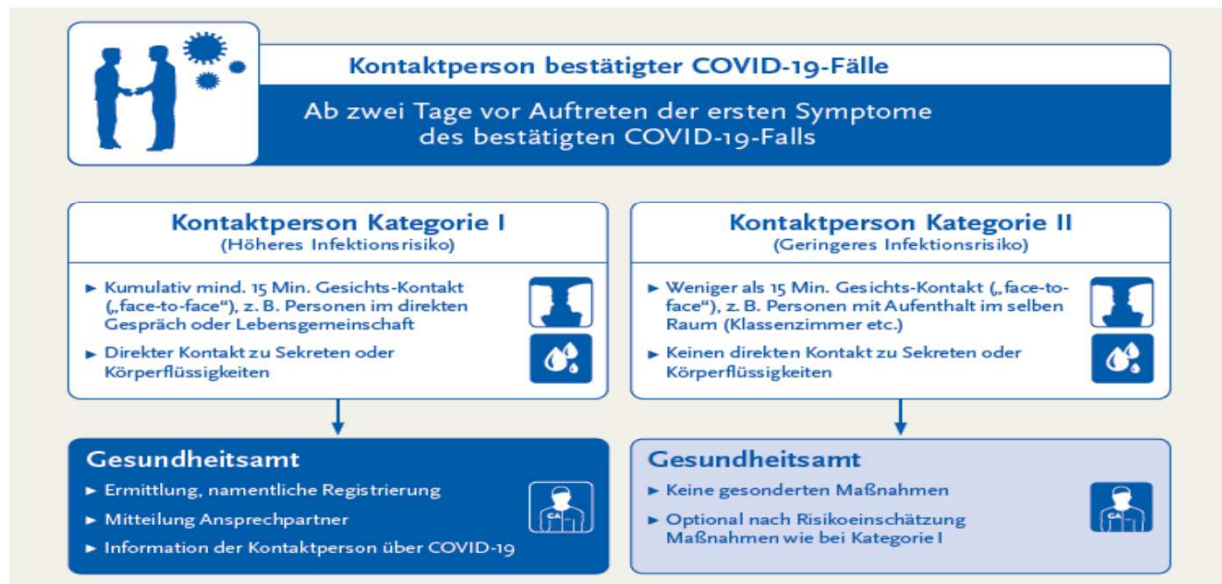 Kontaktperson bestätigter COVID-19-Fälle
Ab zwei Tage vor Auftreten der ersten Symptome
des bestätigten COVID-19-Falls
Kontaktperson Kategorie I
(Höheres Infektionsrisiko)
► Kumulativ mind. 15 Min. Gesichts-Kontakt
(„face-to-face“), z. B. Personen im direkten
Gespräch oder Lebensgemeinschaft
► Direkter Kontakt zu Sekreten oder
Körperflüssigkeiten
Kontaktperson Kategorie II
(Geringeres Infektionsrisiko)
► Weniger als 15 Min. Gesichts-Kontakt („face-to-
face“), z. B. Personen mit Aufenthalt im selben
Raum (Klassenzimmer etc.)
► Keinen direkten Kontakt zu Sekreten oder
Körperflüssigkeiten
Gesundheitsamt
► Ermittlung, namentliche Registrierung
► Mitteilung Ansprechpartner
► Information der Kontaktperson über COVID-19
GA
Gesundheitsamt
► Keine gesonderten Maßnahmen
► Optional nach Risikoeinschätzung
Maßnahmen wie bei Kategorie I
GA